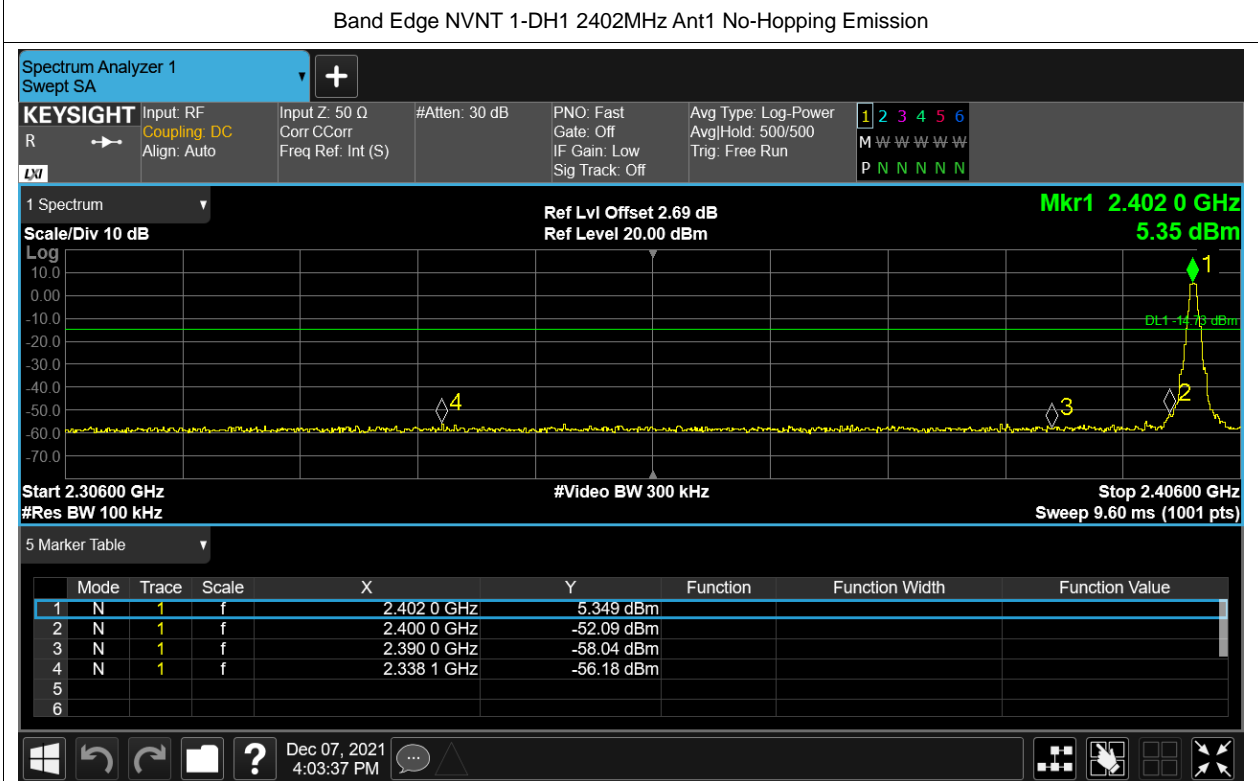 Band Edge NVNT 1-DH1 2402MHz Ant1 No-Hopping Emission
Spectrum Analyzer 1
Swept SA
+
KEYSIGHT Input: RF Input Z: 50 Ω #Atten: 30 dB PNO: Fast Avg Type: Log-Power 1 2 3 4 5 6
R Coupling: DC Corr CCorr Gate: Off Avg|Hold: 500/500 M W W W W W
Align: Auto Freq Ref: Int (S) IF Gain: Low Trig: Free Run
LXI Sig Track: Off P N N N N N
1 Spectrum Ref Lvl Offset 2.69 dB Mkr1 2.402 0 GHz
Scale/Div 10 dB Ref Level 20.00 dBm 5.35 dBm
Log
10.0
0.00
-10.0
-20.0
-30.0
-40.0
-50.0
-60.0
-70.0
1
DL1 -14.73 dBm
2
3
4
Start 2.30600 GHz #Video BW 300 kHz Stop 2.40600 GHz
#Res BW 100 kHz Sweep 9.60 ms (1001 pts)
5 Marker Table
Mode Trace Scale X Y Function Function Width Function Value
1 N 1 f 2.402 0 GHz 5.349 dBm
2 N 1 f 2.400 0 GHz -52.09 dBm
3 N 1 f 2.390 0 GHz -58.04 dBm
4 N 1 f 2.338 1 GHz -56.18 dBm
5
6
? Dec 07, 2021
4:03:37 PM